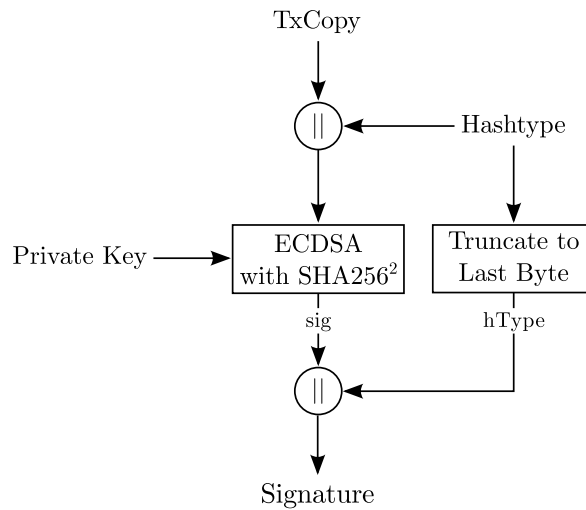 TxCopy
||
Hashtype
Private Key
ECDSA
with SHA256²
Truncate to
Last Byte
sig
hType
||
Signature